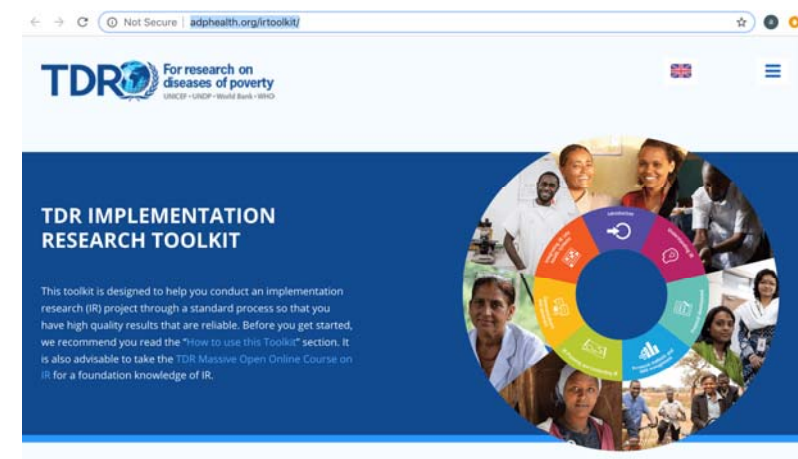 Not Secure | adphealth.org/irtoolkit/
TDR
For research on
diseases of poverty
UNICEF • UNDP • World Bank • WHO
TDR IMPLEMENTATION
RESEARCH TOOLKIT
This toolkit is designed to help you conduct an implementation
research (IR) project through a standard process so that you
have high quality results that are reliable. Before you get started,
we recommend you read the “How to use this Toolkit” section. It
is also advisable to take the TDR Massive Open Online Course on
IR for a foundation knowledge of IR.
Introduction